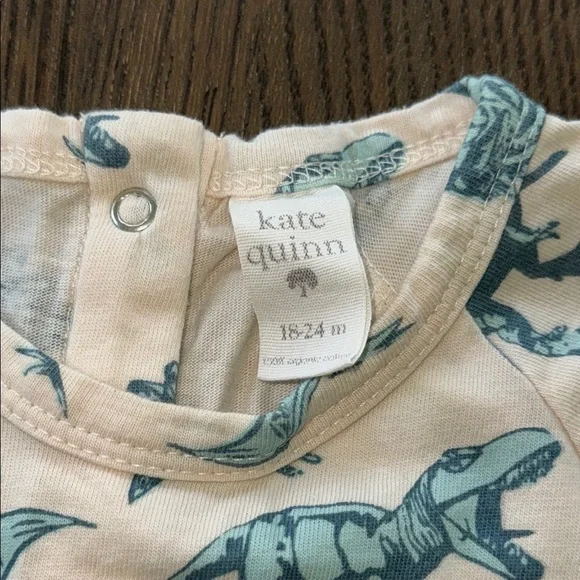 kate
quinn
18-24 m
100% organic cotton